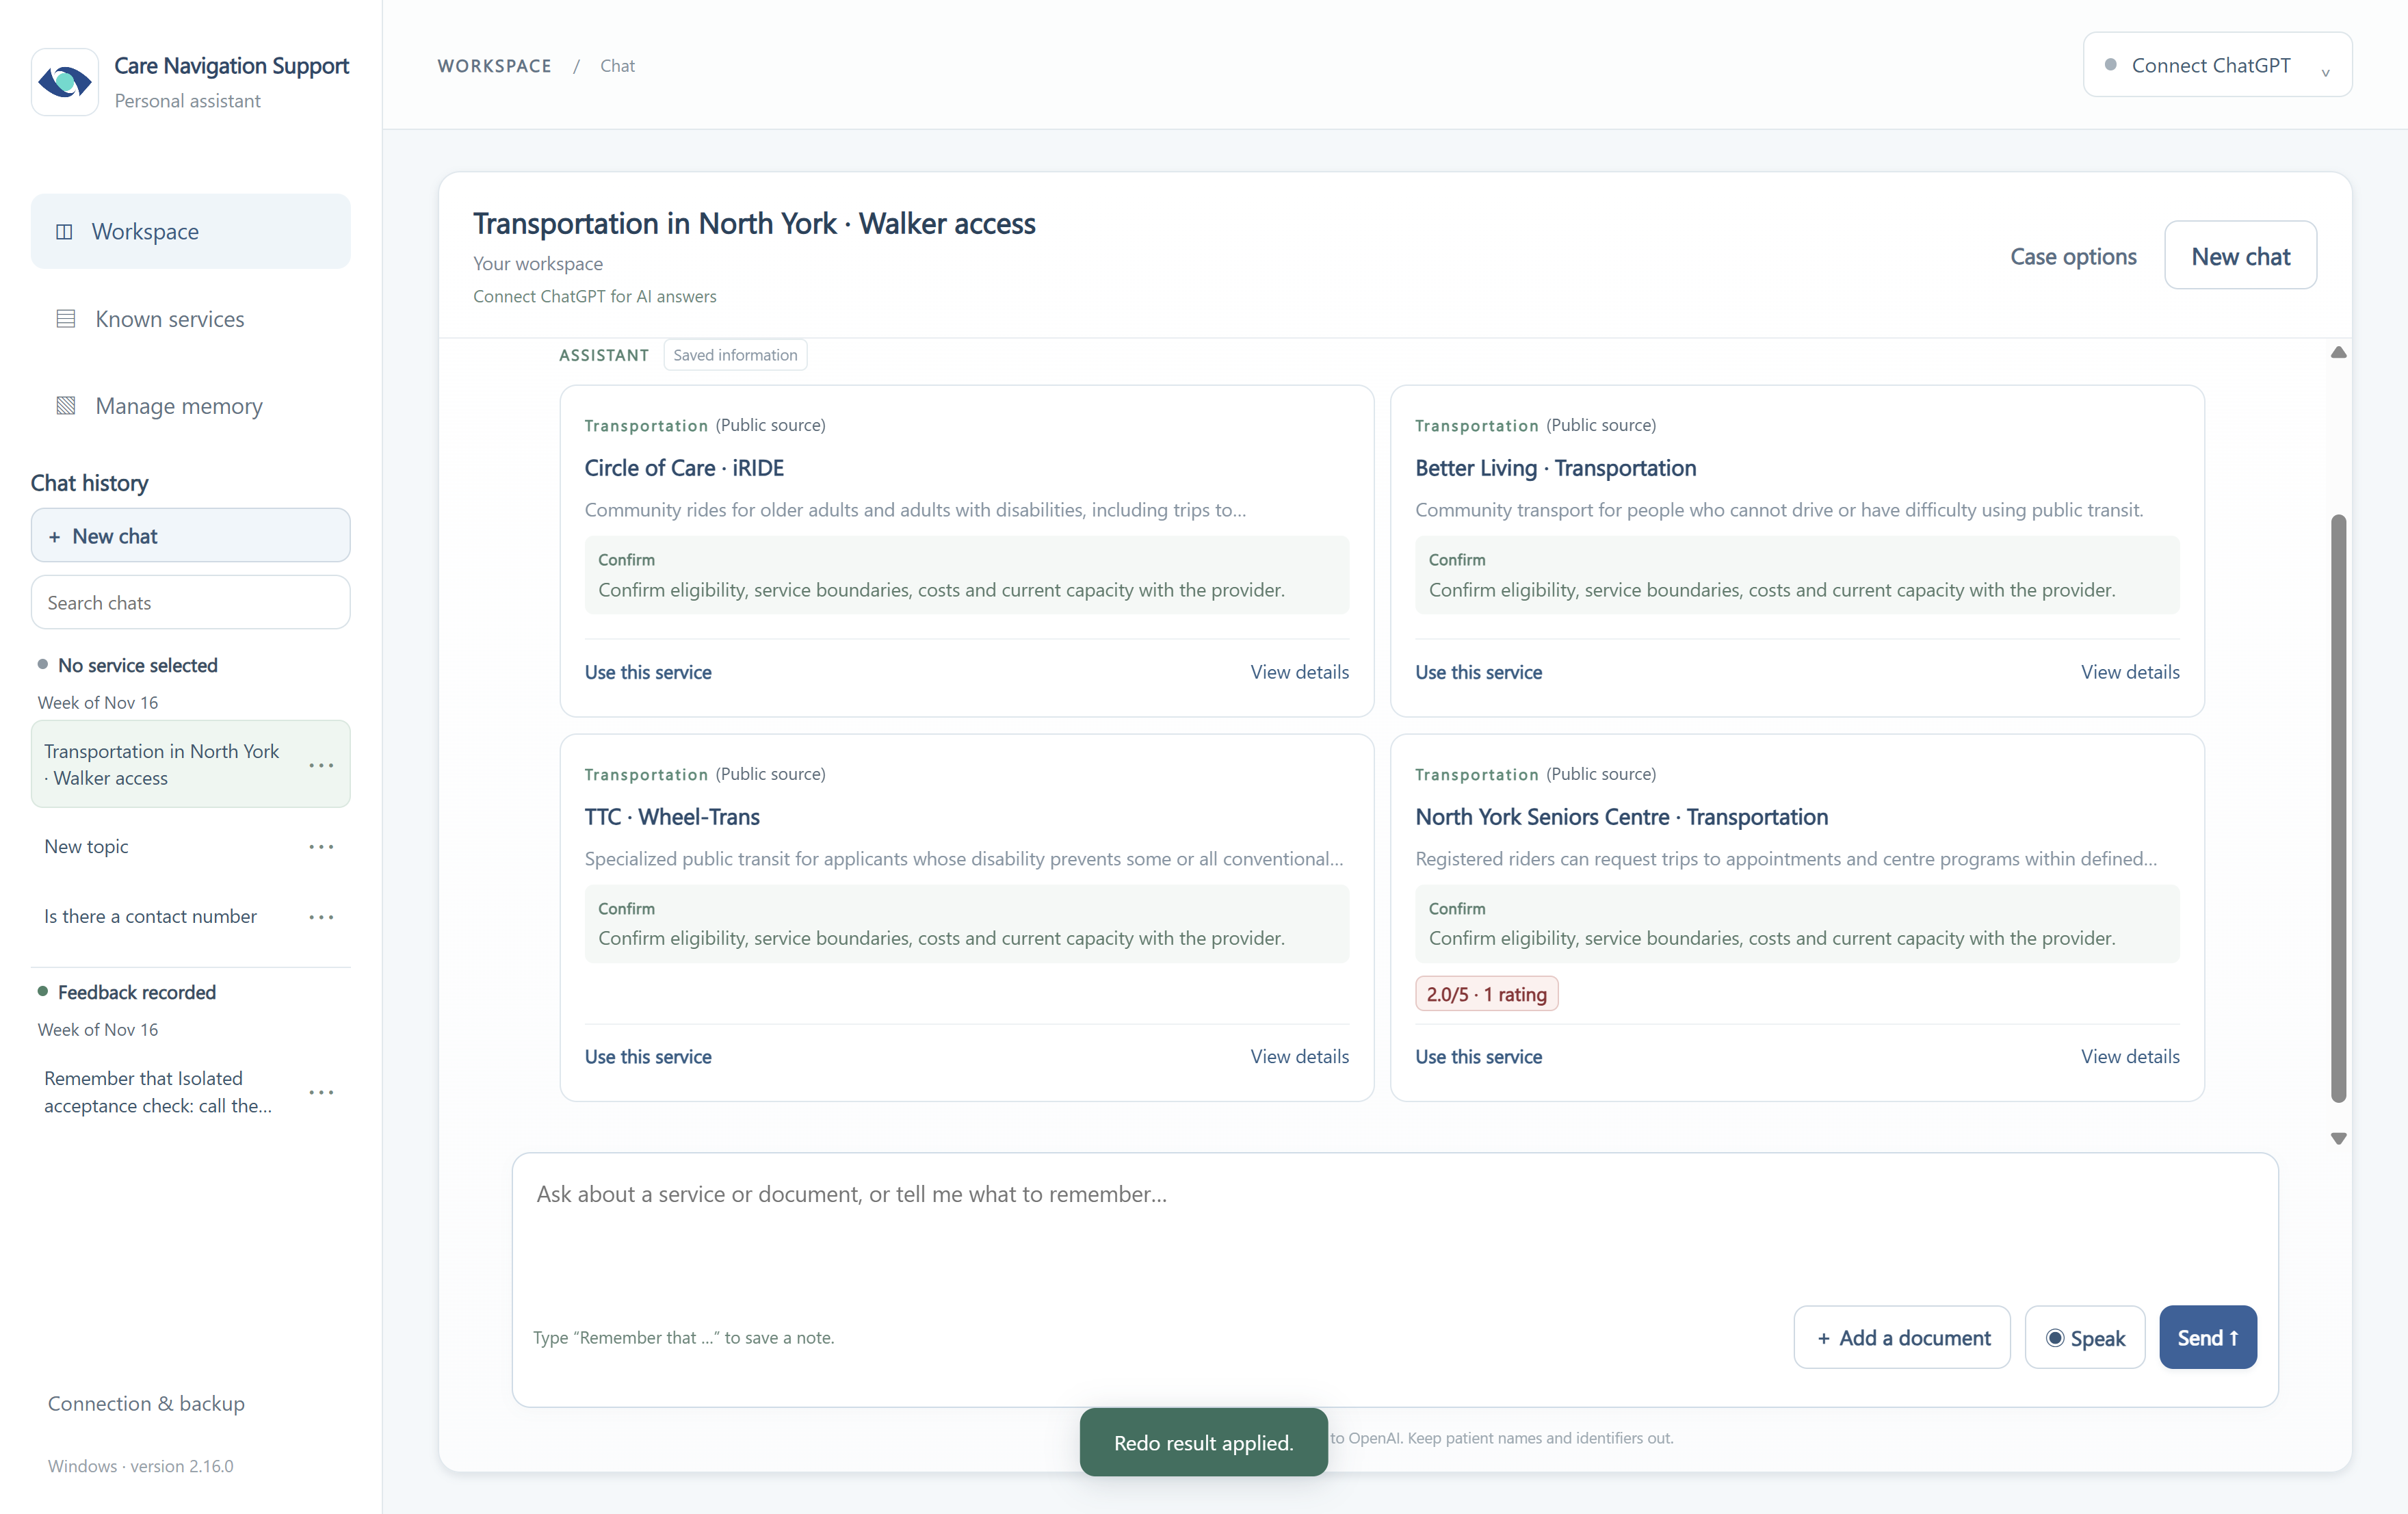 Care Navigation Support
Personal assistant
Workspace
Known services
Manage memory
Chat history
+ New chat
Search chats
No service selected
Week of Nov 16
Transportation in North York
· Walker access
New topic
Is there a contact number
Feedback recorded
Week of Nov 16
Remember that Isolated
acceptance check: call the...
Connection & backup
Windows · version 2.16.0
WORKSPACE / Chat
Connect ChatGPT v
Transportation in North York · Walker access
Your workspace
Connect ChatGPT for AI answers
Case options
New chat
ASSISTANT Saved information
Transportation (Public source)
Circle of Care · iRIDE
Community rides for older adults and adults with disabilities, including trips to...
Confirm
Confirm eligibility, service boundaries, costs and current capacity with the provider.
Use this service View details
Transportation (Public source)
Better Living · Transportation
Community transport for people who cannot drive or have difficulty using public transit.
Confirm
Confirm eligibility, service boundaries, costs and current capacity with the provider.
Use this service View details
Transportation (Public source)
TTC · Wheel-Trans
Specialized public transit for applicants whose disability prevents some or all conventional...
Confirm
Confirm eligibility, service boundaries, costs and current capacity with the provider.
Use this service View details
Transportation (Public source)
North York Seniors Centre · Transportation
Registered riders can request trips to appointments and centre programs within defined...
Confirm
Confirm eligibility, service boundaries, costs and current capacity with the provider.
2.0/5 · 1 rating
Use this service View details
Ask about a service or document, or tell me what to remember...
Type “Remember that ...” to save a note.
+ Add a document
Speak
Send ↑
Redo result applied.
to OpenAI. Keep patient names and identifiers out.